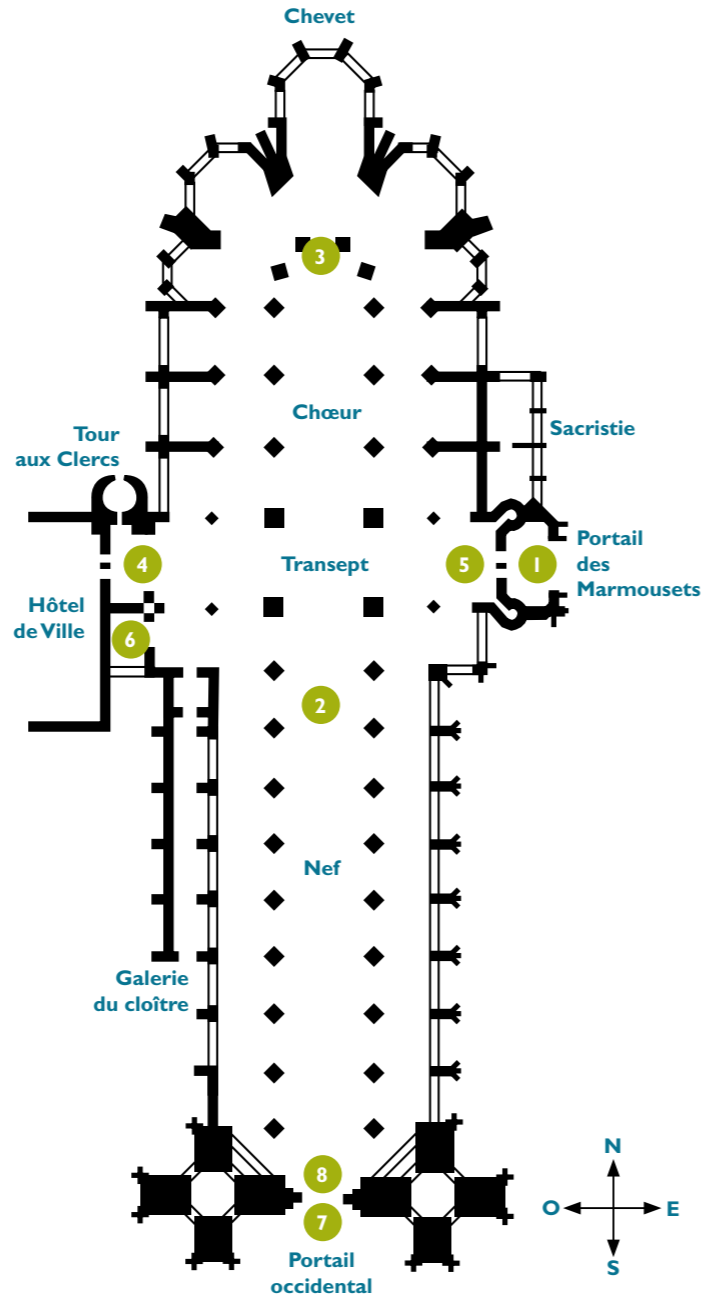 Chevet
3
Chœur
Tour
aux Clercs
Sacristie
4
Transept
5
1
Portail
des
Marmousets
Hôtel
de Ville
6
2
Nef
Galerie
du cloître
8
7
Portail
occidental
N
O
E
S